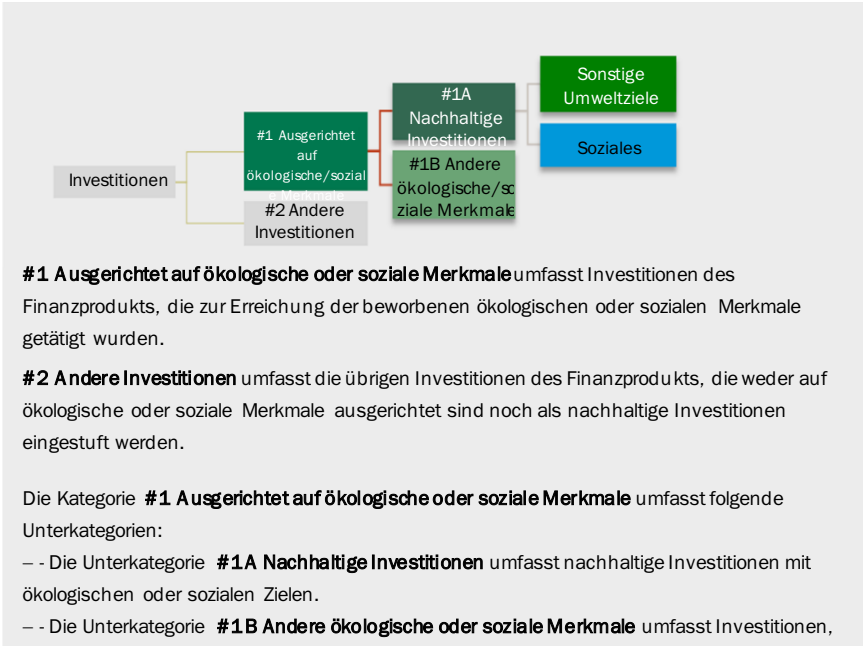 Sonstige
Umweltziele
#1A
Nachhaltige
Investitionen
#1 Ausgerichtet
auf
ökologische/sozial
e Merkmale
Soziales
#1B Andere
ökologische/so
ziale Merkmale
Investitionen
#2 Andere
Investitionen
#1 Ausgerichtet auf ökologische oder soziale Merkmale umfasst Investitionen des
Finanzprodukts, die zur Erreichung der beworbenen ökologischen oder sozialen Merkmale
getätigt wurden.
#2 Andere Investitionen umfasst die übrigen Investitionen des Finanzprodukts, die weder auf
ökologische oder soziale Merkmale ausgerichtet sind noch als nachhaltige Investitionen
eingestuft werden.
Die Kategorie #1 Ausgerichtet auf ökologische oder soziale Merkmale umfasst folgende
Unterkategorien:
– - Die Unterkategorie #1A Nachhaltige Investitionen umfasst nachhaltige Investitionen mit
ökologischen oder sozialen Zielen.
– - Die Unterkategorie #1B Andere ökologische oder soziale Merkmale umfasst Investitionen,